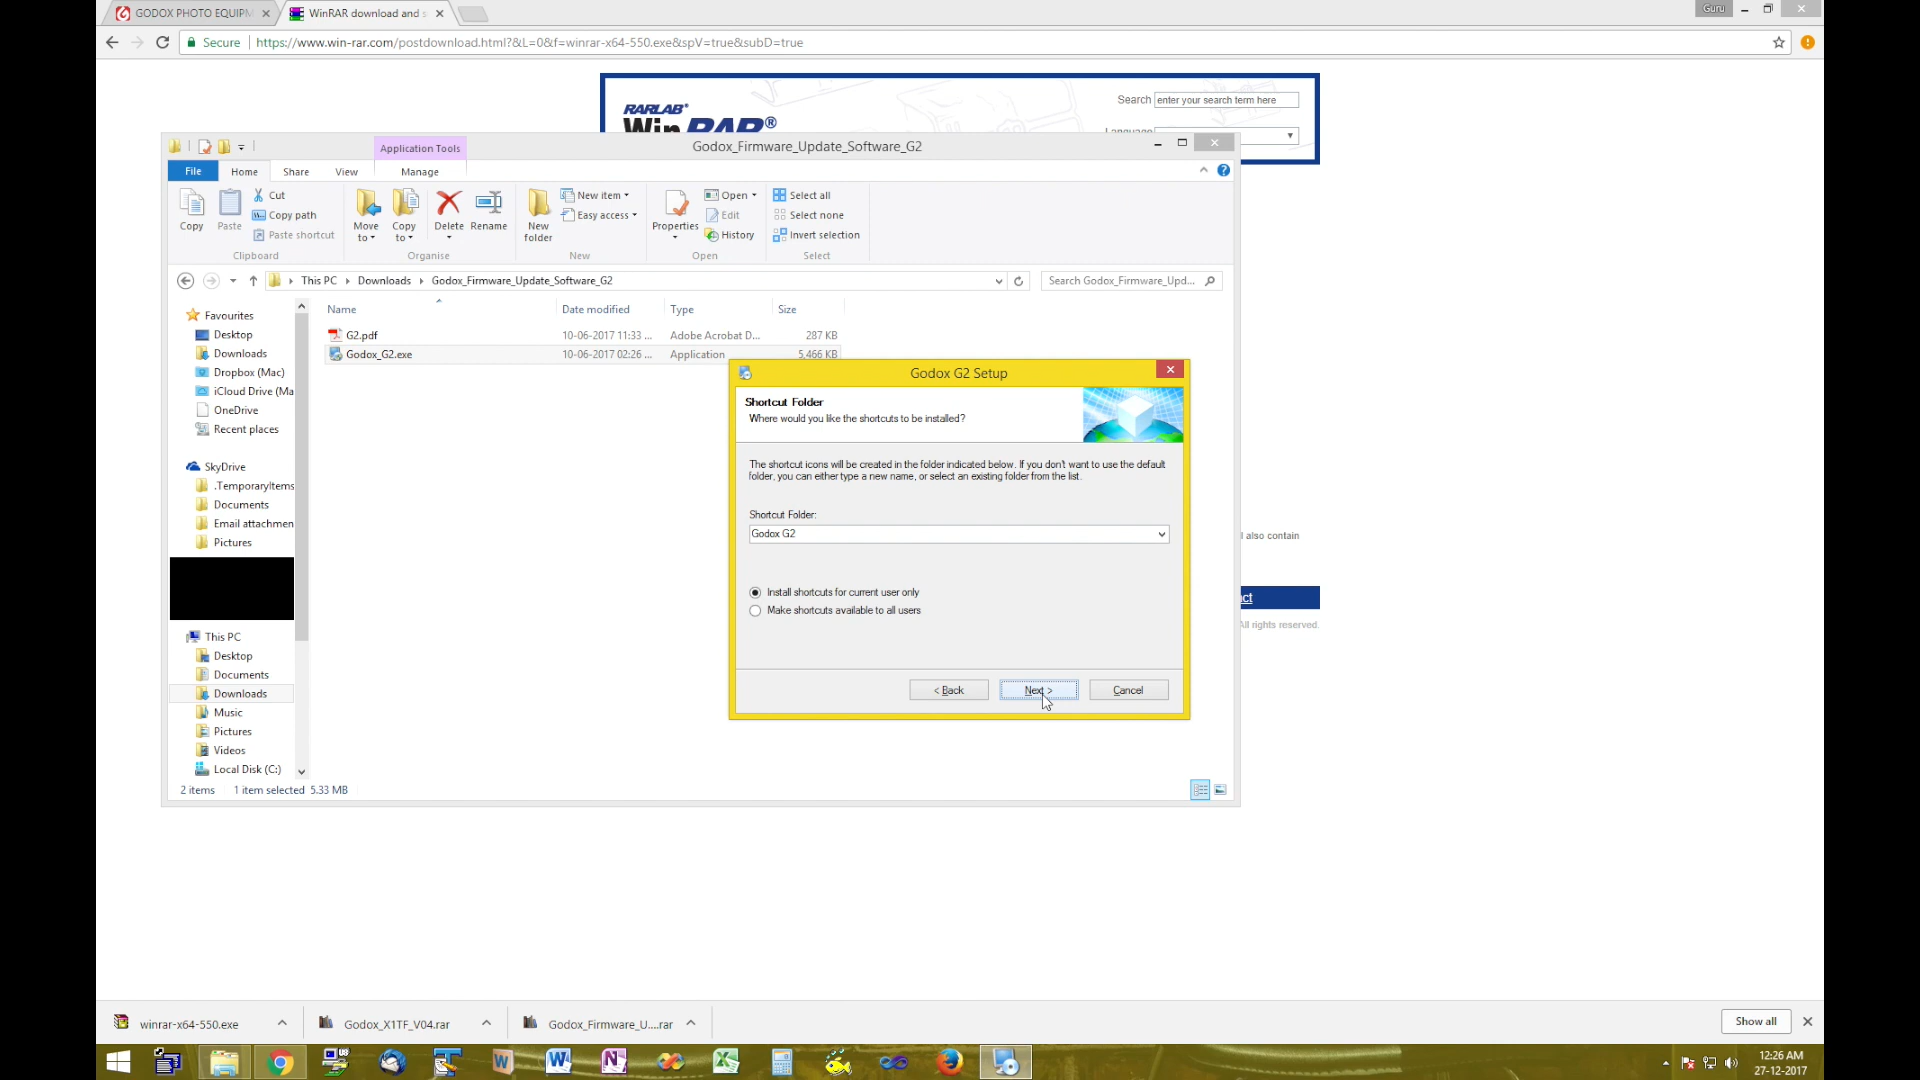 GODOX PHOTO EQUIPM
WinRAR download and s
Guru
Secure
https://www.win-rar.com/postdownload.html?&L=0&f=winrar-x64-550.exe&spV=true&subD=true
RARLAB®
WinRAR®
Search
enter your search term here
Language
Application Tools
Godox_Firmware_Update_Software_G2
File
Home
Share
View
Manage
Copy
Paste
Cut
Copy path
Paste shortcut
Clipboard
Move to
Copy to
Delete
Rename
Organise
New folder
New item
Easy access
New
Properties
Open
Edit
History
Open
Select all
Select none
Invert selection
Select
This PC
Downloads
Godox_Firmware_Update_Software_G2
Search Godox_Firmware_Upd...
Favourites
Desktop
Downloads
Dropbox (Mac)
iCloud Drive (Ma
OneDrive
Recent places
SkyDrive
.TemporaryItems
Documents
Email attachmen
Pictures
This PC
Desktop
Documents
Downloads
Music
Pictures
Videos
Local Disk (C:)
Name
Date modified
Type
Size
G2.pdf
10-06-2017 11:33 ...
Adobe Acrobat D...
287 KB
Godox_G2.exe
10-06-2017 02:26 ...
Application
5,466 KB
Godox G2 Setup
Shortcut Folder
Where would you like the shortcuts to be installed?
The shortcut icons will be created in the folder indicated below. If you don't want to use the default
folder, you can either type a new name, or select an existing folder from the list.
Shortcut Folder:
Godox G2
Install shortcuts for current user only
Make shortcuts available to all users
< Back
Next >
Cancel
l also contain
All rights reserved.
2 items
1 item selected 5.33 MB
winrar-x64-550.exe
Godox_X1TF_V04.rar
Godox_Firmware_U....rar
Show all
12:26 AM
27-12-2017